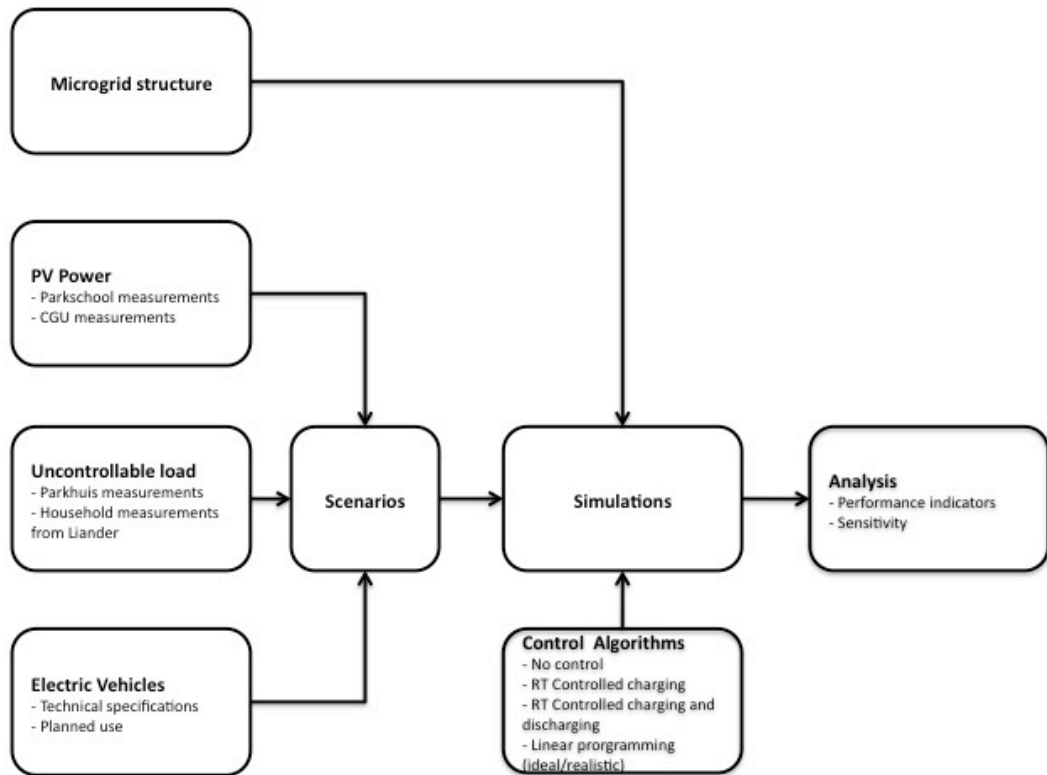 Microgrid structure
PV Power
- Parkschool measurements
- CGU measurements
Uncontrollable load
- Parkhuis measurements
- Household measurements
from Liander
Scenarios
Simulations
Analysis
- Performance indicators
- Sensitivity
Electric Vehicles
- Technical specifications
- Planned use
Control Algorithms
- No control
- RT Controlled charging
- RT Controlled charging and
discharging
- Linear prorgramming
(ideal/realistic)